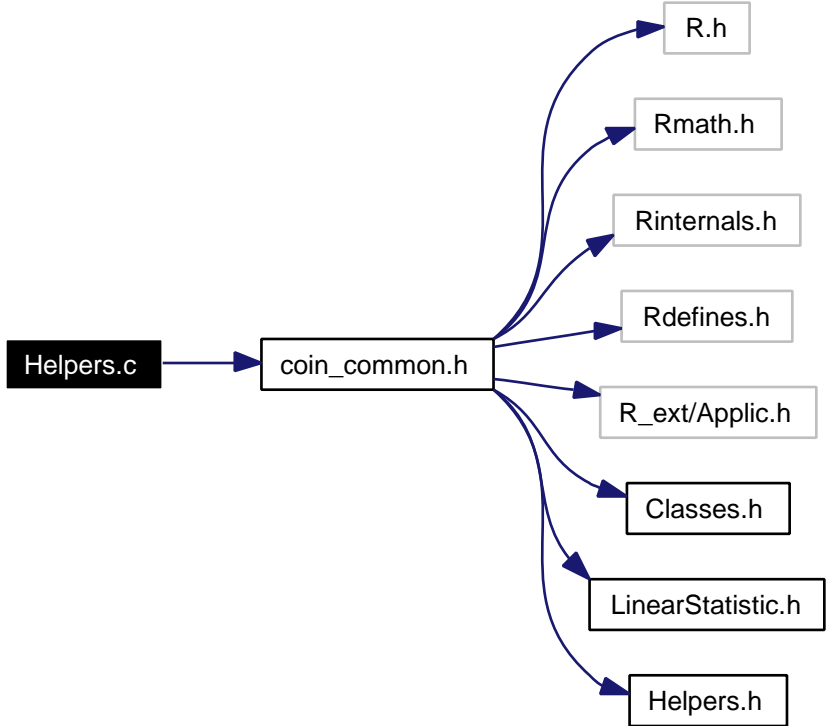 R.h
Rmath.h
Rinternals.h
Rdefines.h
Helpers.c
coin_common.h
R_ext/Applic.h
Classes.h
LinearStatistic.h
Helpers.h